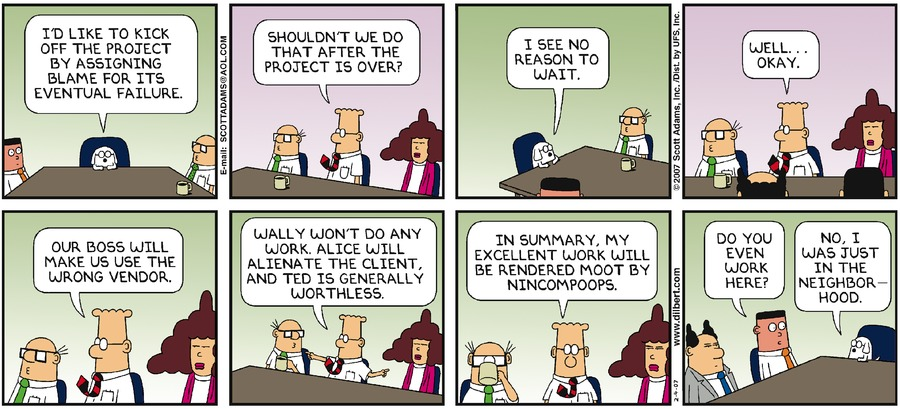 I'D LIKE TO KICK
OFF THE PROJECT
BY ASSIGNING
BLAME FOR ITS
EVENTUAL FAILURE.
E-mail: SCOTTADAMS@AOL.COM
SHOULDN'T WE DO
THAT AFTER THE
PROJECT IS OVER?
I SEE NO
REASON TO
WAIT.
©2007 Scott Adams, Inc./Dist. by UFS, Inc.
WELL...
OKAY.
OUR BOSS WILL
MAKE US USE THE
WRONG VENDOR.
WALLY WON'T DO ANY
WORK. ALICE WILL
ALIENATE THE CLIENT,
AND TED IS GENERALLY
WORTHLESS.
IN SUMMARY, MY
EXCELLENT WORK WILL
BE RENDERED MOOT BY
NINCOMPOOPS.
www.dilbert.com
2-4-07
DO YOU
EVEN
WORK
HERE?
NO, I
WAS JUST
IN THE
NEIGHBOR-
HOOD.